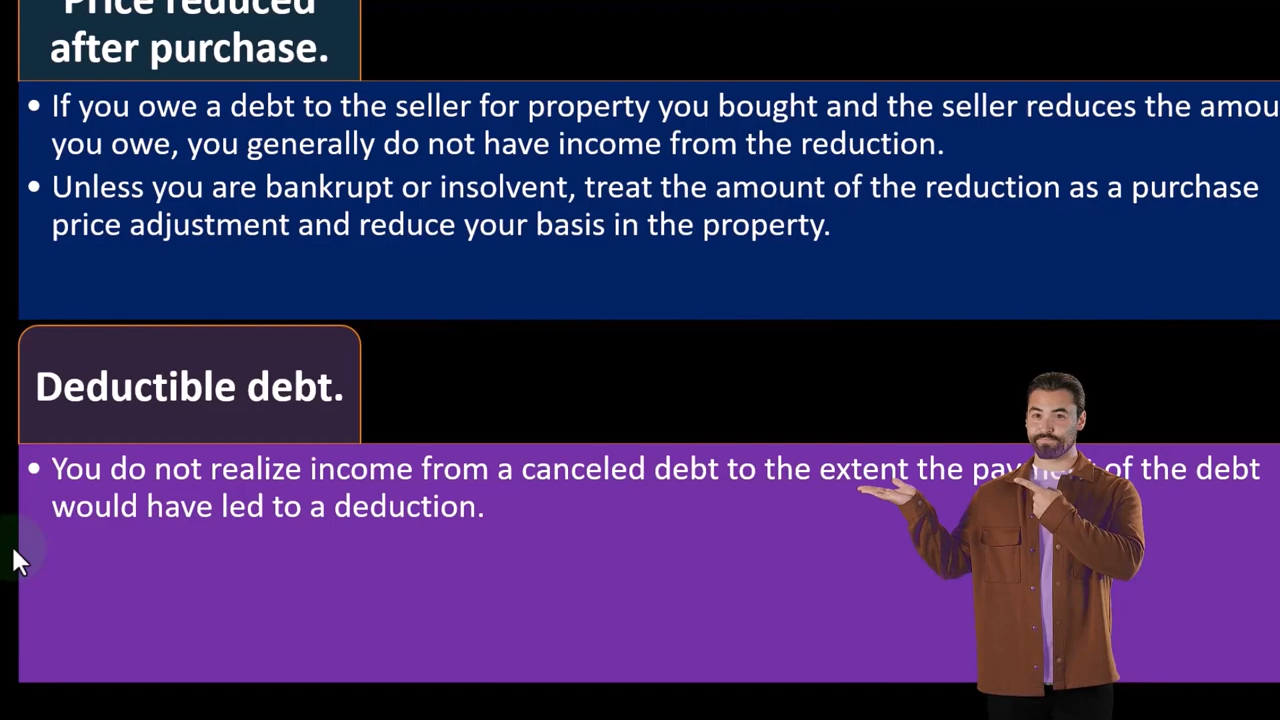 Price reduced
after purchase.
• If you owe a debt to the seller for property you bought and the seller reduces the amou
you owe, you generally do not have income from the reduction.
• Unless you are bankrupt or insolvent, treat the amount of the reduction as a purchase
price adjustment and reduce your basis in the property.
Deductible debt.
• You do not realize income from a canceled debt to the extent the payment of the debt
would have led to a deduction.